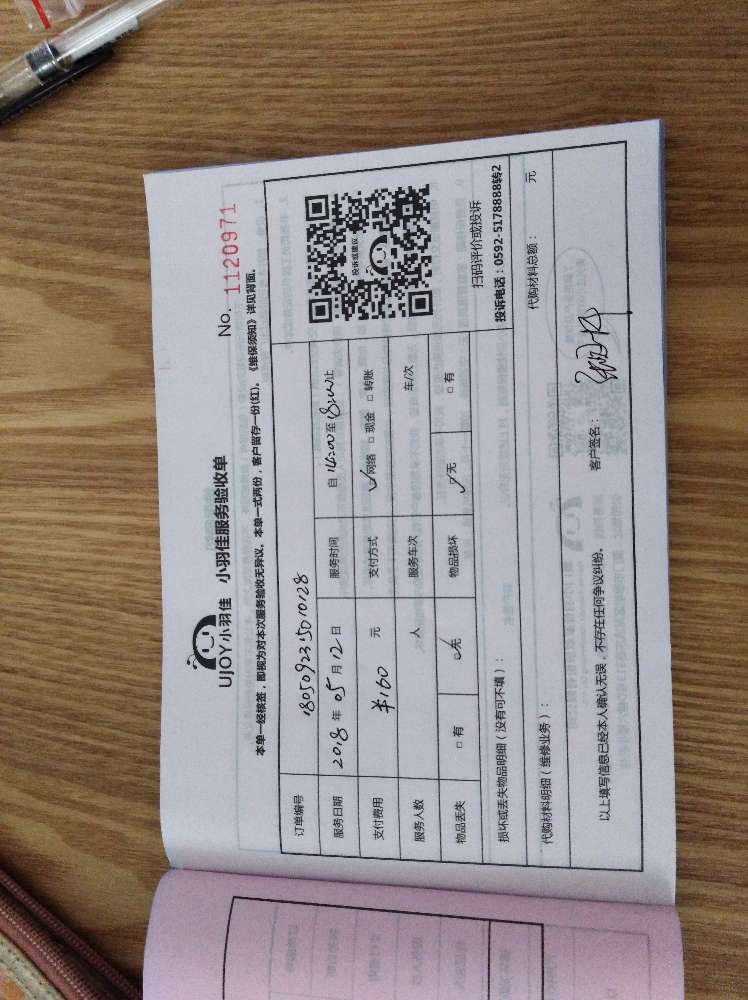 UJOY小羽佳 小羽佳服务验收单
No. 1120971
本单一经核签，即视为对本次服务验收无异议。本单一式两份，客户留存一份(红)。《维保须知》详见背面。
订单编号 1805092315010128
服务日期 2018 年 05 月 12 日 服务时间 自 14:00 至 18:00 止
支付费用 ¥160 元 支付方式 ☑网络 □现金 □转账
服务人数 人 服务车次 车/次
物品丢失 □有 ☑无 物品损坏 ☑无 □有
投诉或建议
扫码评价或投诉
投诉电话：0592-5178888转2
损坏或丢失物品明细（没有可不填）：
代购材料明细（维修业务）： 代购材料总额： 元
以上填写信息已经本人确认无误，不存在任何争议纠纷。 客户签名：